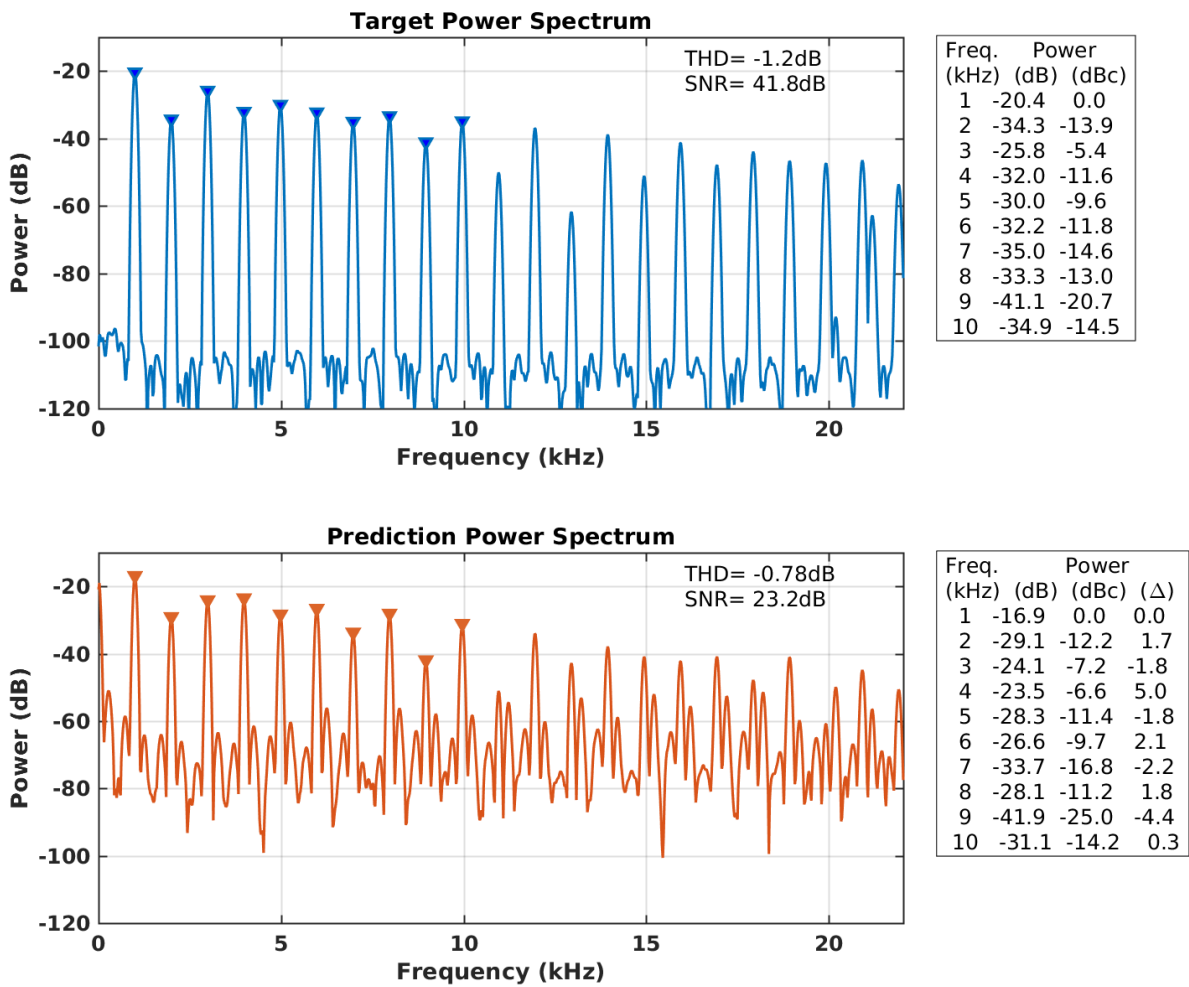 Target Power Spectrum
THD= -1.2dB
SNR= 41.8dB
Power (dB)
-20
-40
-60
-80
-100
-120
0 5 10 15 20
Frequency (kHz)
Freq. Power
(kHz) (dB) (dBc)
1 -20.4 0.0
2 -34.3 -13.9
3 -25.8 -5.4
4 -32.0 -11.6
5 -30.0 -9.6
6 -32.2 -11.8
7 -35.0 -14.6
8 -33.3 -13.0
9 -41.1 -20.7
10 -34.9 -14.5
Prediction Power Spectrum
THD= -0.78dB
SNR= 23.2dB
Power (dB)
-20
-40
-60
-80
-100
-120
0 5 10 15 20
Frequency (kHz)
Freq. Power
(kHz) (dB) (dBc) (Δ)
1 -16.9 0.0 0.0
2 -29.1 -12.2 1.7
3 -24.1 -7.2 -1.8
4 -23.5 -6.6 5.0
5 -28.3 -11.4 -1.8
6 -26.6 -9.7 2.1
7 -33.7 -16.8 -2.2
8 -28.1 -11.2 1.8
9 -41.9 -25.0 -4.4
10 -31.1 -14.2 0.3